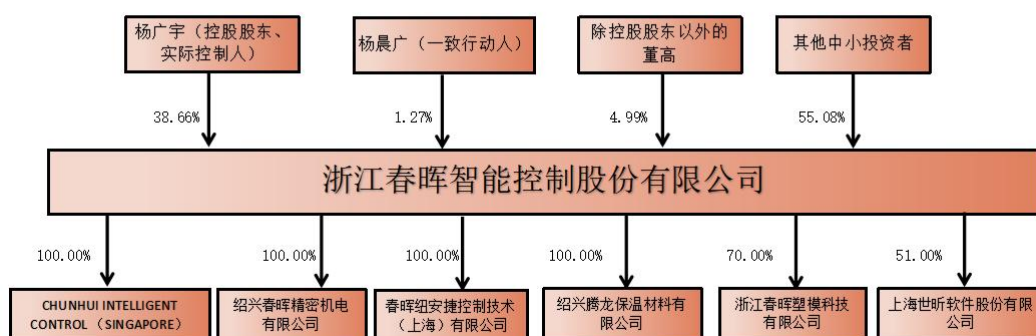 杨广宇（控股股东、
实际控制人）
杨晨广（一致行动人）
除控股股东以外的
董高
其他中小投资者
38.66%
1.27%
4.99%
55.08%
浙江春晖智能控制股份有限公司
100.00%
100.00%
100.00%
100.00%
70.00%
51.00%
CHUNHUI INTELLIGENT
CONTROL（SINGAPORE）
绍兴春晖精密机电
有限公司
春晖纽安捷控制技术
（上海）有限公司
绍兴腾龙保温材料有
限公司
浙江春晖塑模科技
有限公司
上海世昕软件股份有限
公司